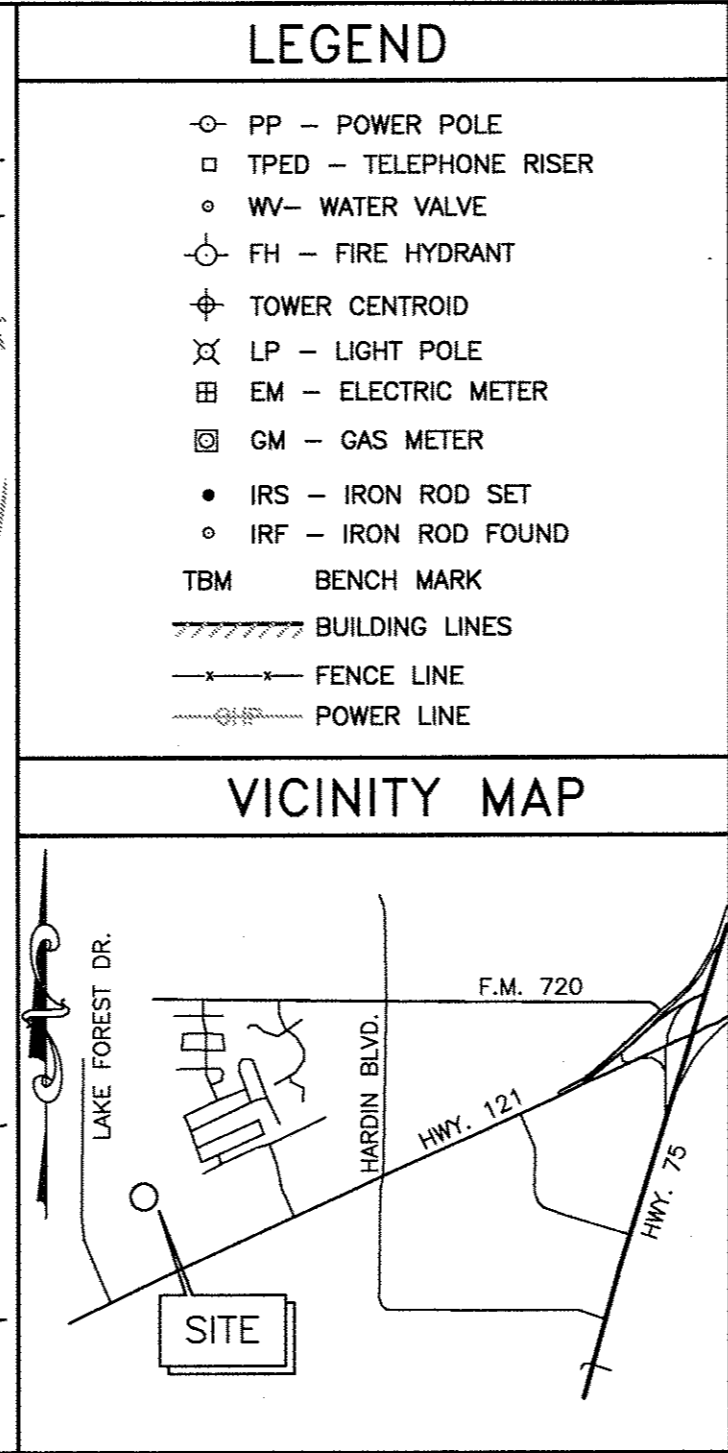 LEGEND
PP – POWER POLE
TPED – TELEPHONE RISER
WV– WATER VALVE
FH – FIRE HYDRANT
TOWER CENTROID
LP – LIGHT POLE
EM – ELECTRIC METER
GM – GAS METER
IRS – IRON ROD SET
IRF – IRON ROD FOUND
TBM BENCH MARK
BUILDING LINES
x x FENCE LINE
OHP POWER LINE
VICINITY MAP
LAKE FOREST DR.
F.M. 720
HARDIN BLVD.
HWY. 121
HWY. 75
SITE